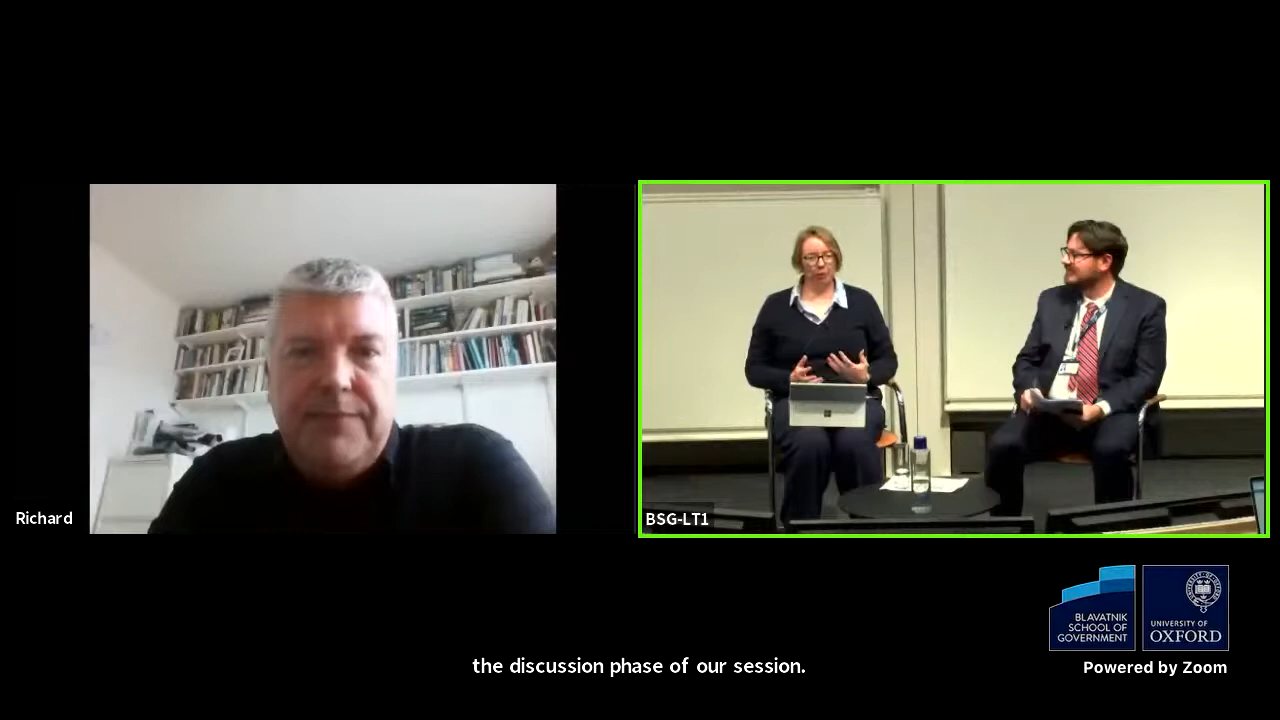 Richard
BSG-LT1
BLAVATNIK
SCHOOL OF
GOVERNMENT
UNIVERSITY OF
OXFORD
the discussion phase of our session.
Powered by Zoom